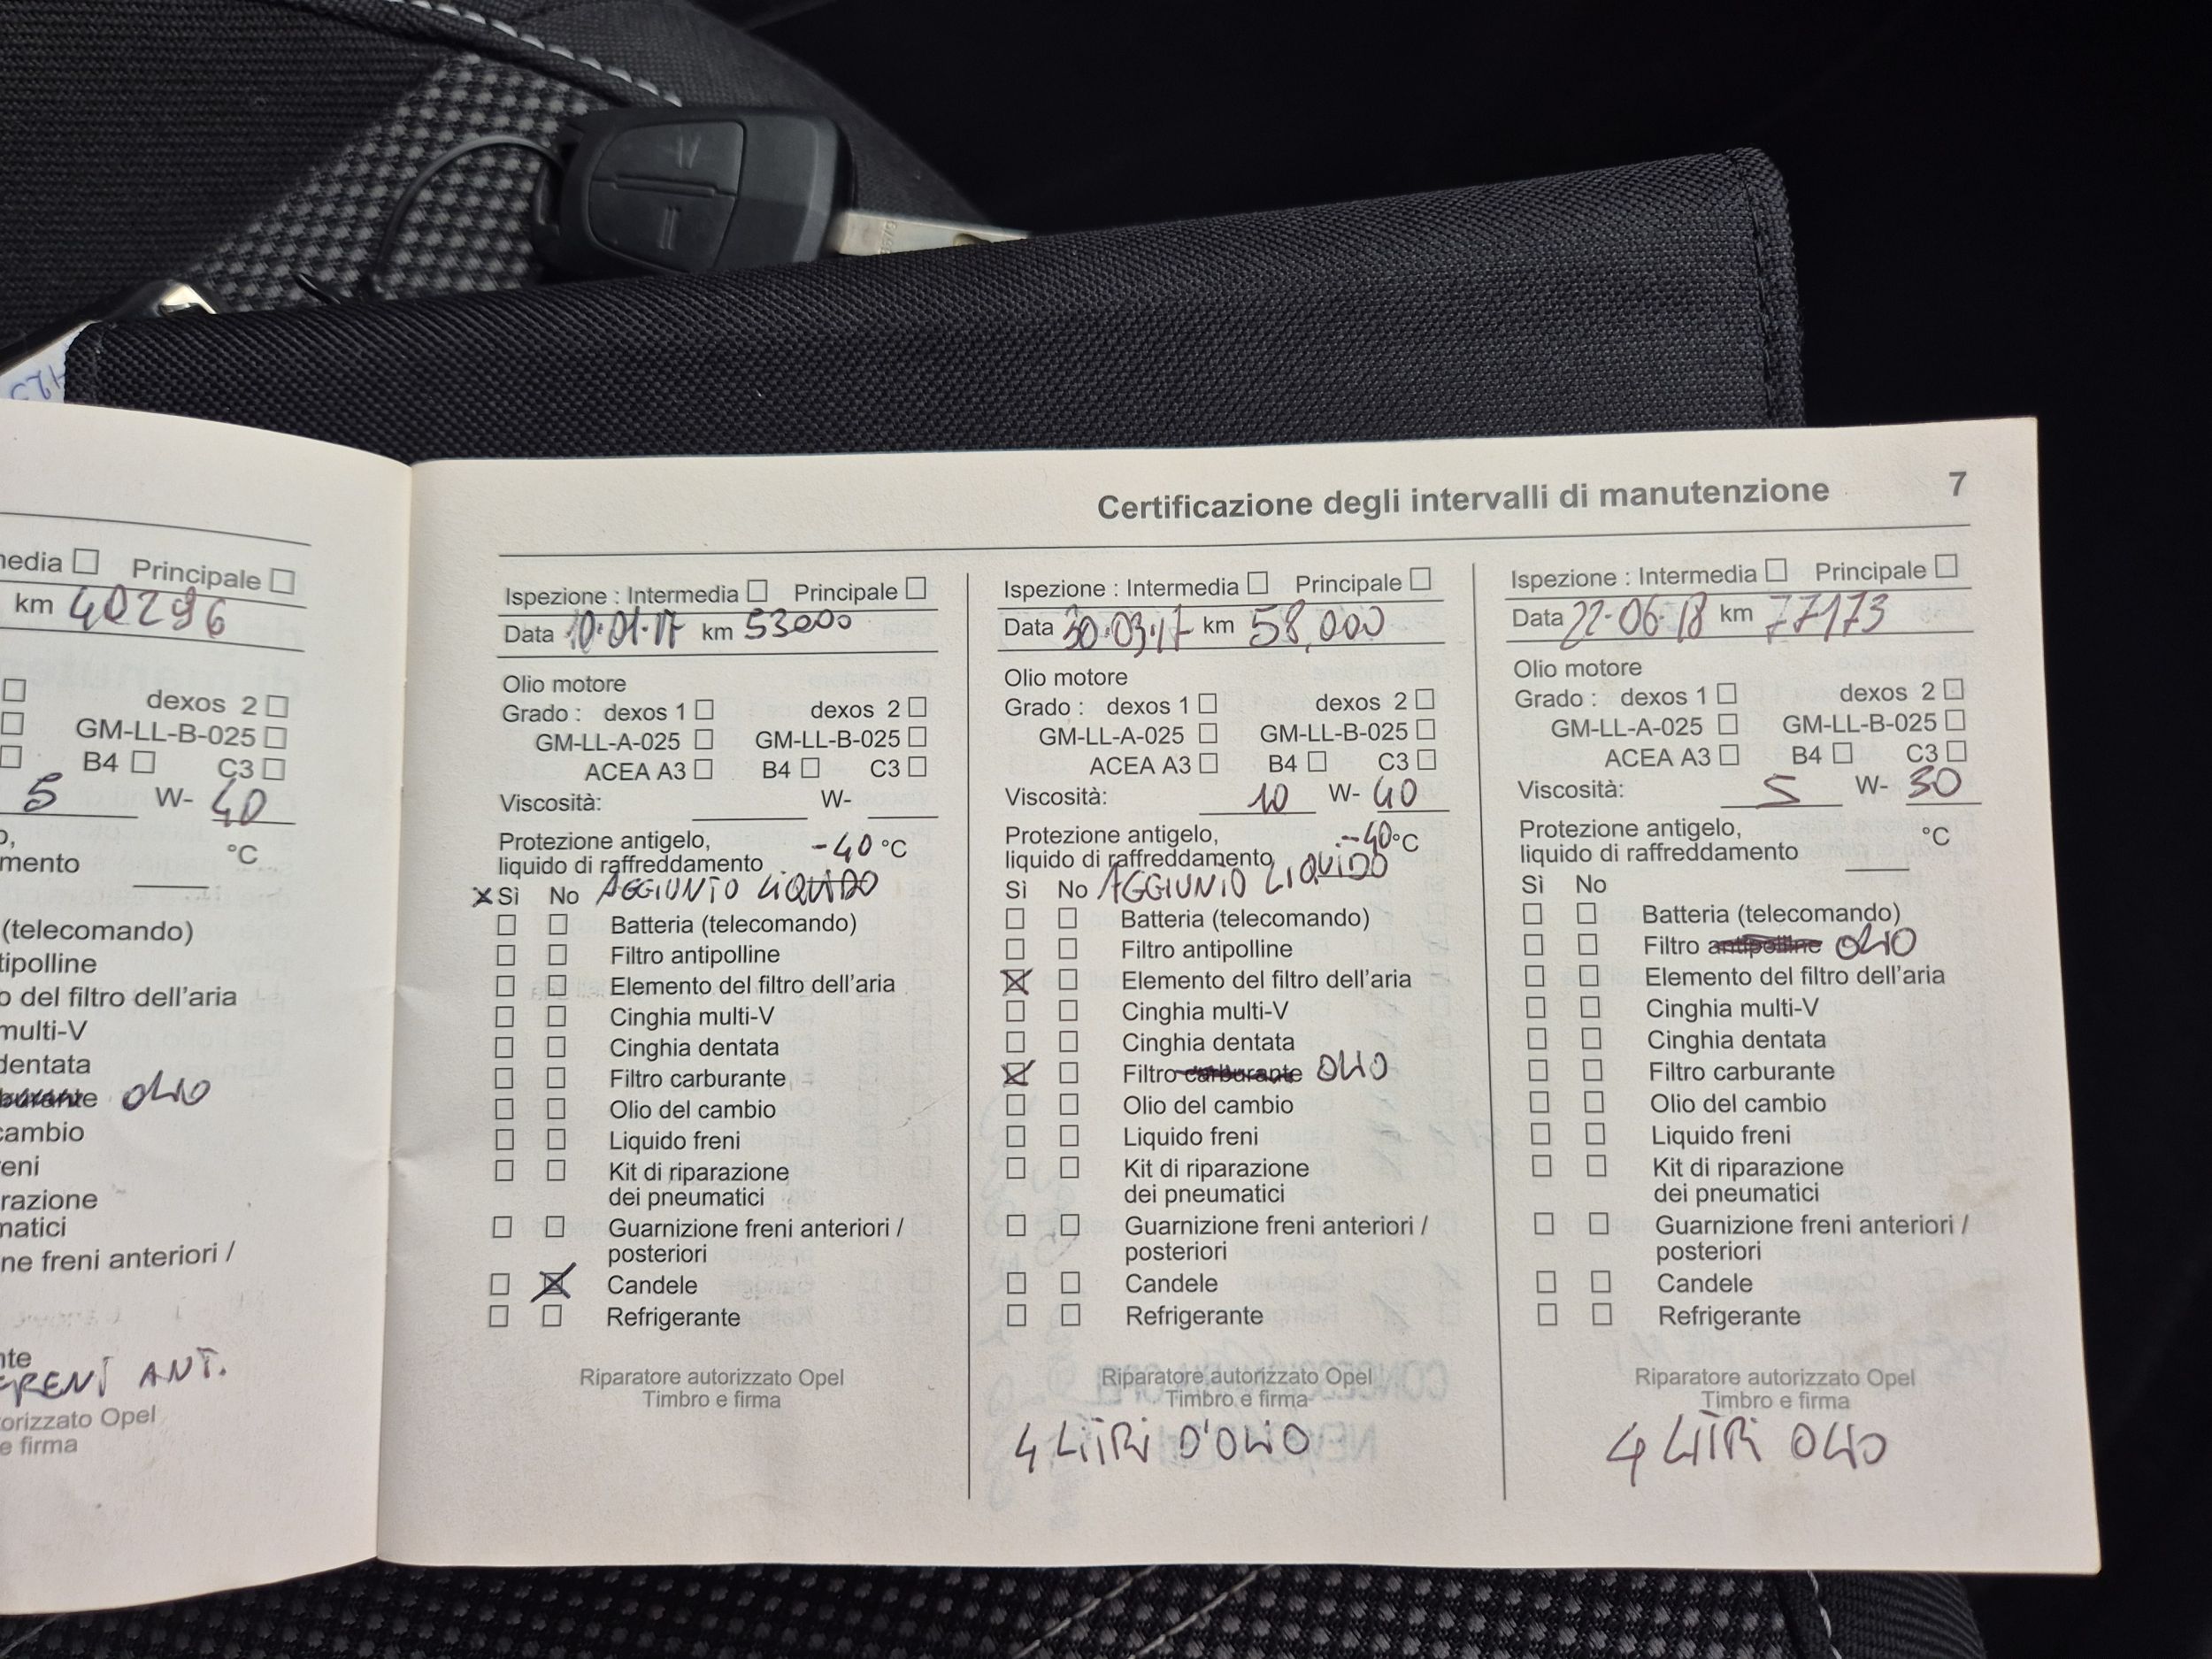 media □ Principale □
km 40296
□ dexos 2 □
□ GM-LL-B-025 □
□ B4 □ C3 □
5 W- 40
°C
mento
(telecomando)
tipolline
o del filtro dell'aria
multi-V
dentata
burante OLIO
cambio
reni
razione
matici
ne freni anteriori /
nte
FRENI ANT.
torizzato Opel
e firma
Certificazione degli intervalli di manutenzione 7
Ispezione : Intermedia □ Principale □
Data 10.01.17 km 53000
Olio motore
Grado : dexos 1 □ dexos 2 □
GM-LL-A-025 □ GM-LL-B-025 □
ACEA A3 □ B4 □ C3 □
Viscosità: W-
Protezione antigelo, -40 °C
liquido di raffreddamento
X Sì No AGGIUNTO LIQUIDO
□ □ Batteria (telecomando)
□ □ Filtro antipolline
□ □ Elemento del filtro dell'aria
□ □ Cinghia multi-V
□ □ Cinghia dentata
□ □ Filtro carburante
□ □ Olio del cambio
□ □ Liquido freni
□ □ Kit di riparazione
dei pneumatici
□ □ Guarnizione freni anteriori /
posteriori
□ ☒ Candele
□ □ Refrigerante
Riparatore autorizzato Opel
Timbro e firma
Ispezione : Intermedia □ Principale □
Data 30.03.17 km 58,000
Olio motore
Grado : dexos 1 □ dexos 2 □
GM-LL-A-025 □ GM-LL-B-025 □
ACEA A3 □ B4 □ C3 □
Viscosità: 10 W- 40
Protezione antigelo, -40 °C
liquido di raffreddamento
Sì No AGGIUNTO LIQUIDO
□ □ Batteria (telecomando)
□ □ Filtro antipolline
☒ □ Elemento del filtro dell'aria
□ □ Cinghia multi-V
□ □ Cinghia dentata
☒ □ Filtro carburante OLIO
□ □ Olio del cambio
□ □ Liquido freni
□ □ Kit di riparazione
dei pneumatici
□ □ Guarnizione freni anteriori /
posteriori
□ □ Candele
□ □ Refrigerante
Riparatore autorizzato Opel
Timbro e firma
4 LITRI D'OLIO
Ispezione : Intermedia □ Principale □
Data 22.06.18 km 77173
Olio motore
Grado : dexos 1 □ dexos 2 □
GM-LL-A-025 □ GM-LL-B-025 □
ACEA A3 □ B4 □ C3 □
Viscosità: 5 W- 30
Protezione antigelo, °C
liquido di raffreddamento
Sì No
□ □ Batteria (telecomando)
□ □ Filtro antipolline OLIO
□ □ Elemento del filtro dell'aria
□ □ Cinghia multi-V
□ □ Cinghia dentata
□ □ Filtro carburante
□ □ Olio del cambio
□ □ Liquido freni
□ □ Kit di riparazione
dei pneumatici
□ □ Guarnizione freni anteriori /
posteriori
□ □ Candele
□ □ Refrigerante
Riparatore autorizzato Opel
Timbro e firma
4 LITRI OLIO